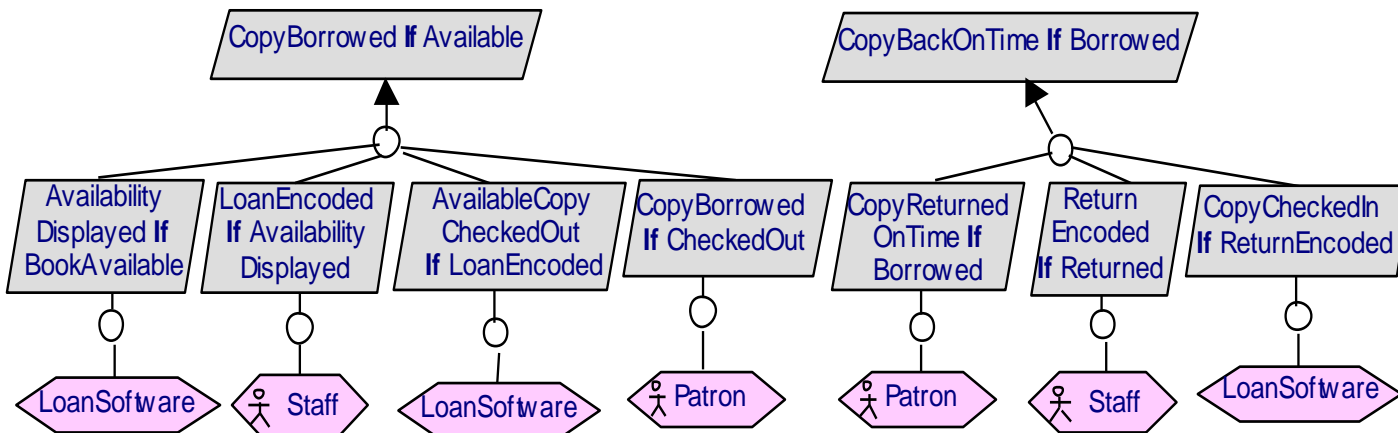 CopyBorrowed If Available
CopyBackOnTime If Borrowed
Availability
Displayed If
BookAvailable
LoanEncoded
If Availability
Displayed
AvailableCopy
CheckedOut
If LoanEncoded
CopyBorrowed
If CheckedOut
CopyReturned
OnTime If
Borrowed
Return
Encoded
If Returned
CopyCheckedIn
If ReturnEncoded
LoanSoftware
Staff
LoanSoftware
Patron
Patron
Staff
LoanSoftware